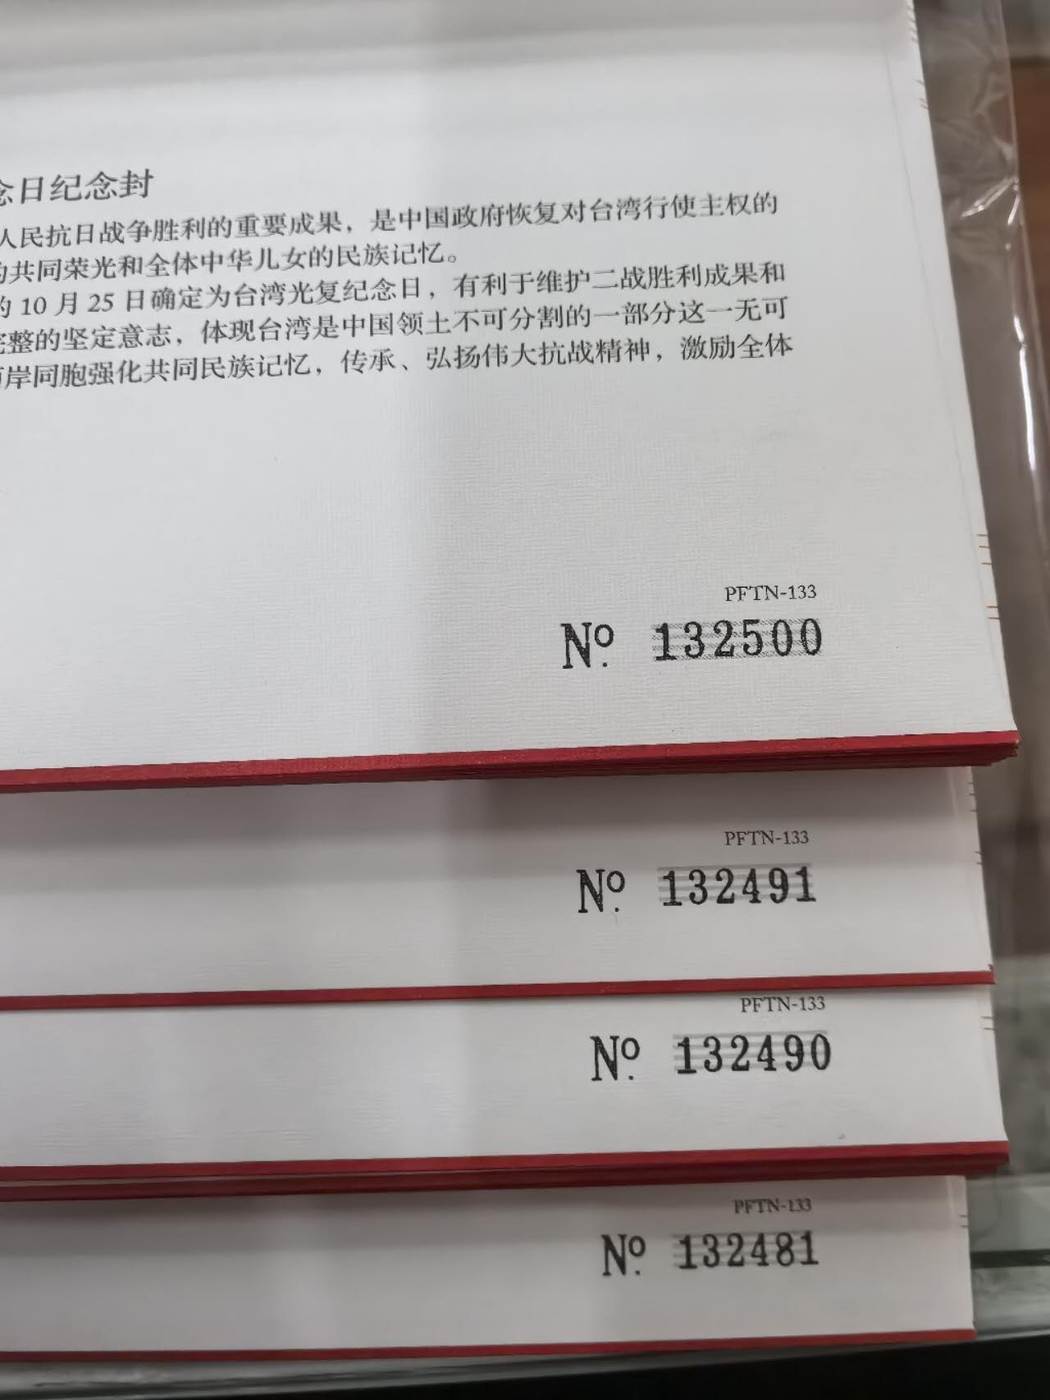 念日纪念封
人民抗日战争胜利的重要成果，是中国政府恢复对台湾行使主权的
的共同荣光和全体中华儿女的民族记忆。
的 10 月 25 日确定为台湾光复纪念日，有利于维护二战胜利成果和
完整的坚定意志，体现台湾是中国领土不可分割的一部分这一无可
两岸同胞强化共同民族记忆，传承、弘扬伟大抗战精神，激励全体
PFTN-133
Nº. 132500
PFTN-133
Nº. 132491
PFTN-133
Nº. 132490
PFTN-133
Nº. 132481